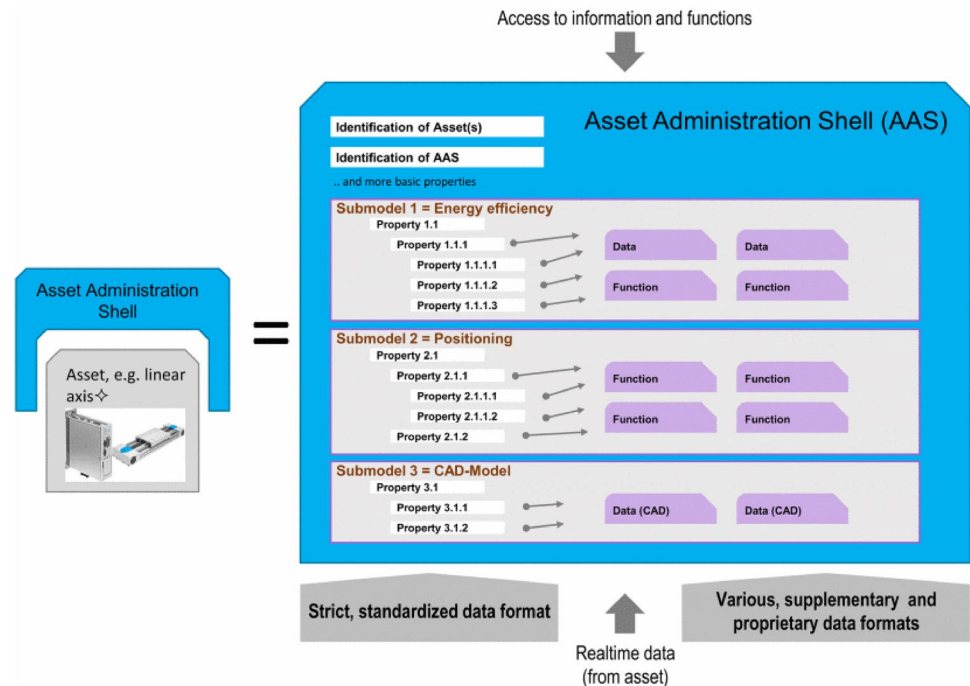 Access to information and functions
Asset Administration Shell (AAS)
Identification of Asset(s)
Identification of AAS
.. and more basic properties
Submodel 1 = Energy efficiency
Property 1.1
Property 1.1.1
Property 1.1.1.1
Property 1.1.1.2
Property 1.1.1.3
Data
Data
Function
Function
Submodel 2 = Positioning
Property 2.1
Property 2.1.1
Property 2.1.1.1
Property 2.1.1.2
Property 2.1.2
Function
Function
Function
Function
Submodel 3 = CAD-Model
Property 3.1
Property 3.1.1
Property 3.1.2
Data (CAD)
Data (CAD)
Asset Administration
Shell
=
Asset, e.g. linear
axis✧
Strict, standardized data format
Various, supplementary and
proprietary data formats
Realtime data
(from asset)